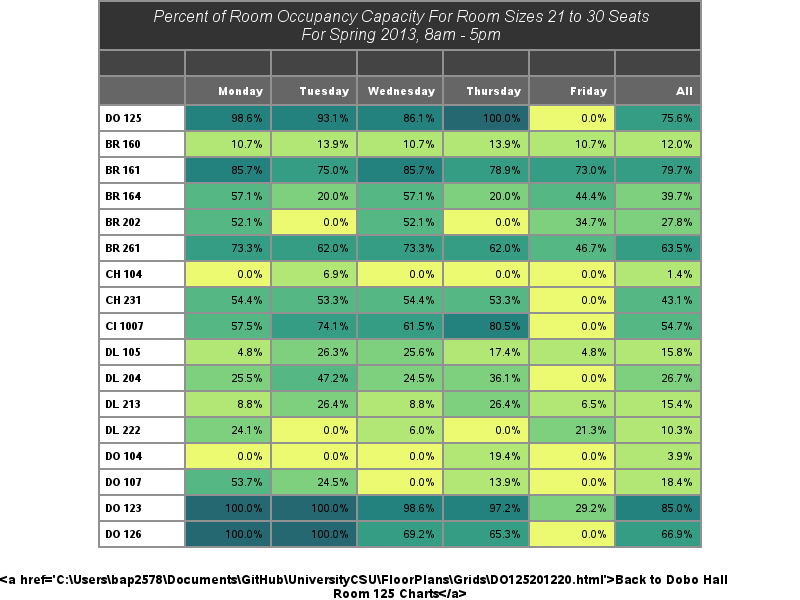 Percent of Room Occupancy Capacity For Room Sizes 21 to 30 Seats
For Spring 2013, 8am - 5pm
Monday Tuesday Wednesday Thursday Friday All
DO 125 98.6% 93.1% 86.1% 100.0% 0.0% 75.6%
BR 160 10.7% 13.9% 10.7% 13.9% 10.7% 12.0%
BR 161 85.7% 75.0% 85.7% 78.9% 73.0% 79.7%
BR 164 57.1% 20.0% 57.1% 20.0% 44.4% 39.7%
BR 202 52.1% 0.0% 52.1% 0.0% 34.7% 27.8%
BR 261 73.3% 62.0% 73.3% 62.0% 46.7% 63.5%
CH 104 0.0% 6.9% 0.0% 0.0% 0.0% 1.4%
CH 231 54.4% 53.3% 54.4% 53.3% 0.0% 43.1%
CI 1007 57.5% 74.1% 61.5% 80.5% 0.0% 54.7%
DL 105 4.8% 26.3% 25.6% 17.4% 4.8% 15.8%
DL 204 25.5% 47.2% 24.5% 36.1% 0.0% 26.7%
DL 213 8.8% 26.4% 8.8% 26.4% 6.5% 15.4%
DL 222 24.1% 0.0% 6.0% 0.0% 21.3% 10.3%
DO 104 0.0% 0.0% 0.0% 19.4% 0.0% 3.9%
DO 107 53.7% 24.5% 0.0% 13.9% 0.0% 18.4%
DO 123 100.0% 100.0% 98.6% 97.2% 29.2% 85.0%
DO 126 100.0% 100.0% 69.2% 65.3% 0.0% 66.9%
<a href='C:\Users\bap2578\Documents\GitHub\UniversityCSU\FloorPlans\Grids\DO125201220.html'>Back to Dobo Hall
Room 125 Charts</a>